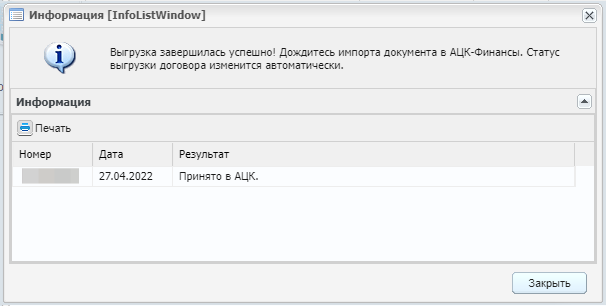 Информация [InfoListWindow]
Выгрузка завершилась успешно! Дождитесь импорта документа в АЦК-Финансы. Статус
выгрузки договора изменится автоматически.
Информация
Печать
Номер Дата Результат
27.04.2022 Принято в АЦК.
Закрыть